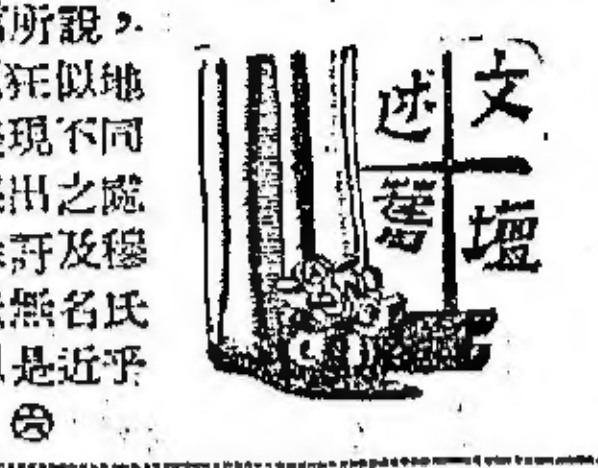 文壇
述舊
所說，
狂似地
現不同
出之處
訝及穆
無名氏
是近乎